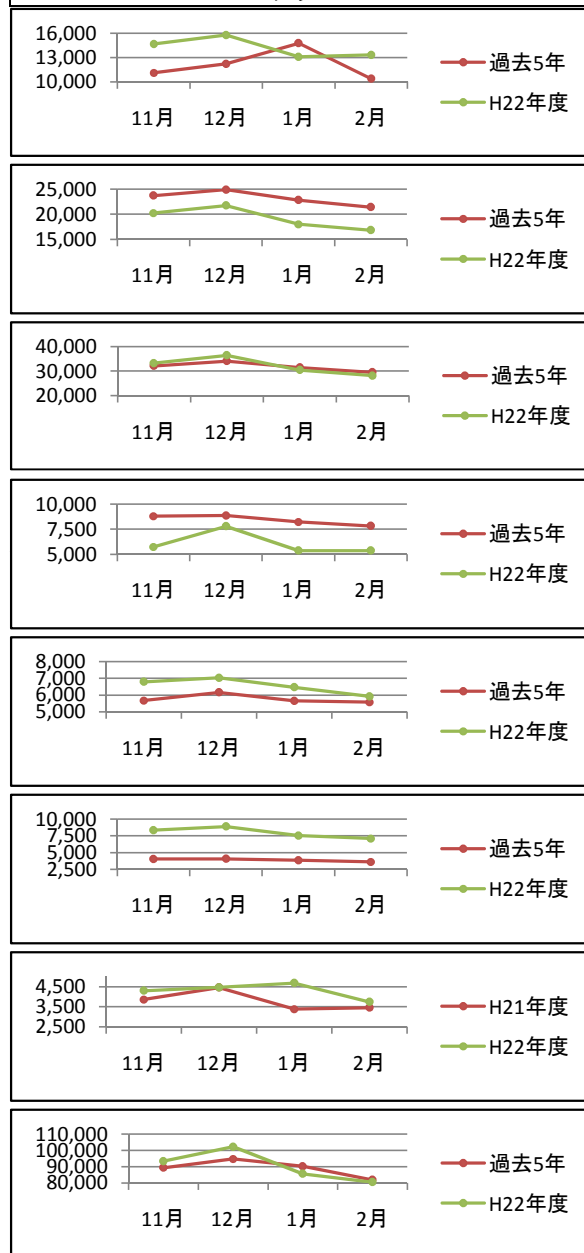 16,000
13,000
10,000
11月 12月 1月 2月
過去5年
H22年度
25,000
20,000
15,000
11月 12月 1月 2月
過去5年
H22年度
40,000
30,000
20,000
11月 12月 1月 2月
過去5年
H22年度
10,000
7,500
5,000
11月 12月 1月 2月
過去5年
H22年度
8,000
7,000
6,000
5,000
11月 12月 1月 2月
過去5年
H22年度
10,000
7,500
5,000
2,500
11月 12月 1月 2月
過去5年
H22年度
4,500
3,500
2,500
11月 12月 1月 2月
H21年度
H22年度
110,000
100,000
90,000
80,000
11月 12月 1月 2月
過去5年
H22年度